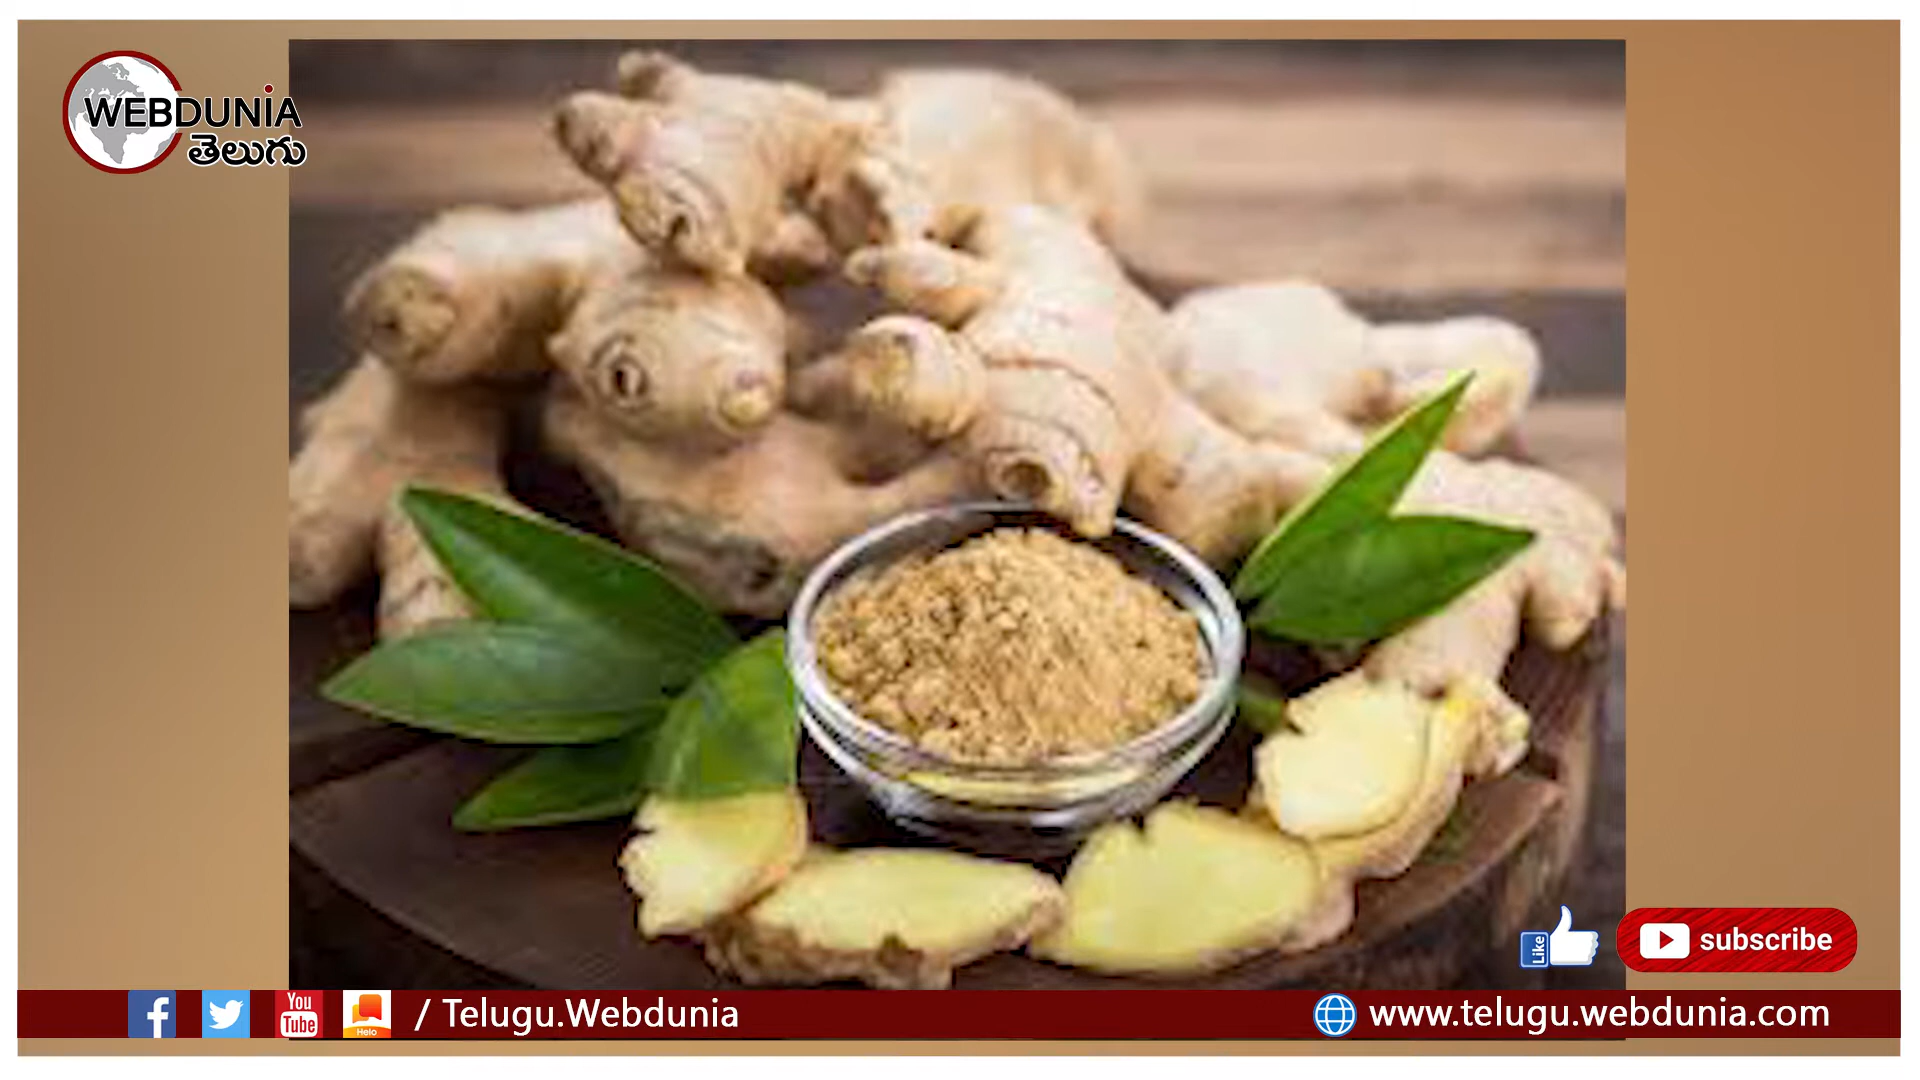 WEBDUNIA
తెలుగు
Like
subscribe
f
You
Tube
Helo
/ Telugu.Webdunia
www.telugu.webdunia.com